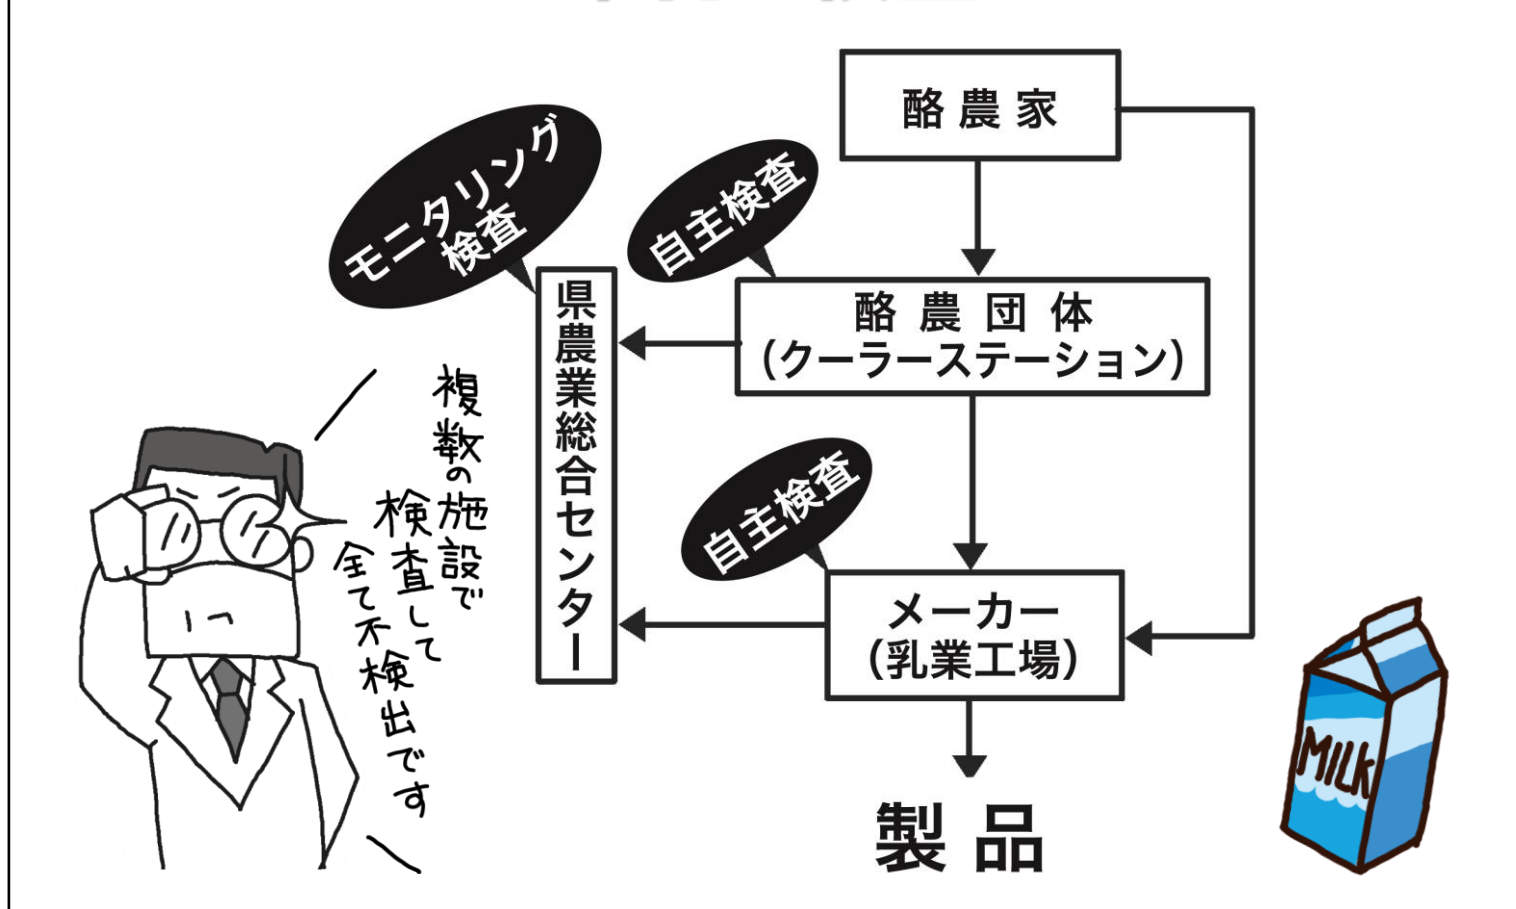 酪農家
モニタリング
検査
自主検査
酪農団体
（クーラーステーション）
県農業総合センター
複数の施設で
検査して
全て不検出です
自主検査
メーカー
（乳業工場）
製品
MILK